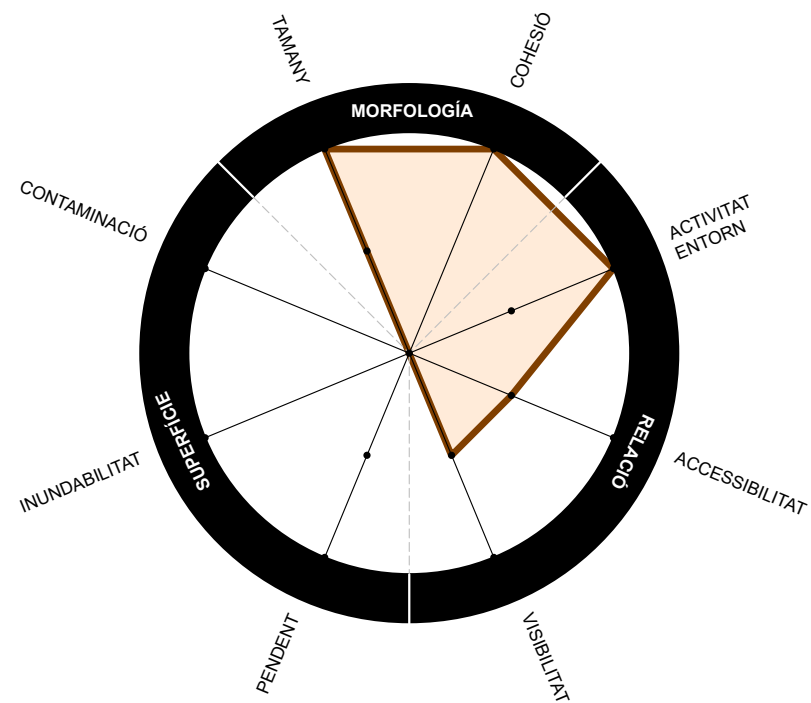 TAMANY
COHESIÓ
MORFOLOGÍA
CONTAMINACIÓ
ACTIVITAT
ENTORN
SUPERFÍCIE
RELACIÓ
INUNDABILITAT
ACCESSIBILITAT
PENDENT
VISIBILITAT